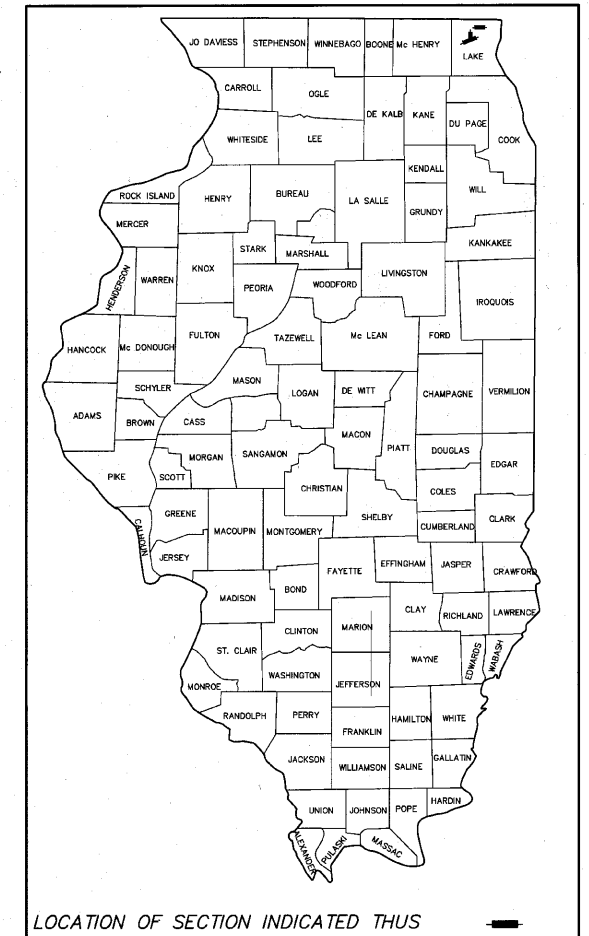 JO DAVIESS
STEPHENSON
WINNEBAGO
BOONE
Mc HENRY
LAKE
CARROLL
OGLE
DE KALB
KANE
DU PAGE
COOK
WHITESIDE
LEE
KENDALL
WILL
ROCK ISLAND
HENRY
BUREAU
LA SALLE
GRUNDY
MERCER
STARK
MARSHALL
KANKAKEE
HENDERSON
WARREN
KNOX
PEORIA
WOODFORD
LIVINGSTON
IROQUOIS
HANCOCK
Mc DONOUGH
FULTON
TAZEWELL
Mc LEAN
FORD
SCHYLER
MASON
LOGAN
DE WITT
CHAMPAGNE
VERMILION
ADAMS
BROWN
CASS
MACON
PIATT
PIKE
SCOTT
MORGAN
SANGAMON
DOUGLAS
EDGAR
CHRISTIAN
COLES
GREENE
MACOUPIN
MONTGOMERY
SHELBY
CUMBERLAND
CLARK
CALHOUN
JERSEY
FAYETTE
EFFINGHAM
JASPER
CRAWFORD
MADISON
BOND
CLAY
RICHLAND
LAWRENCE
CLINTON
MARION
ST. CLAIR
WAYNE
EDWARDS
WABASH
WASHINGTON
MONROE
JEFFERSON
RANDOLPH
PERRY
HAMILTON
WHITE
FRANKLIN
JACKSON
WILLIAMSON
SALINE
GALLATIN
UNION
JOHNSON
POPE
HARDIN
ALEXANDER
PULASKI
MASSAC
LOCATION OF SECTION INDICATED THUS